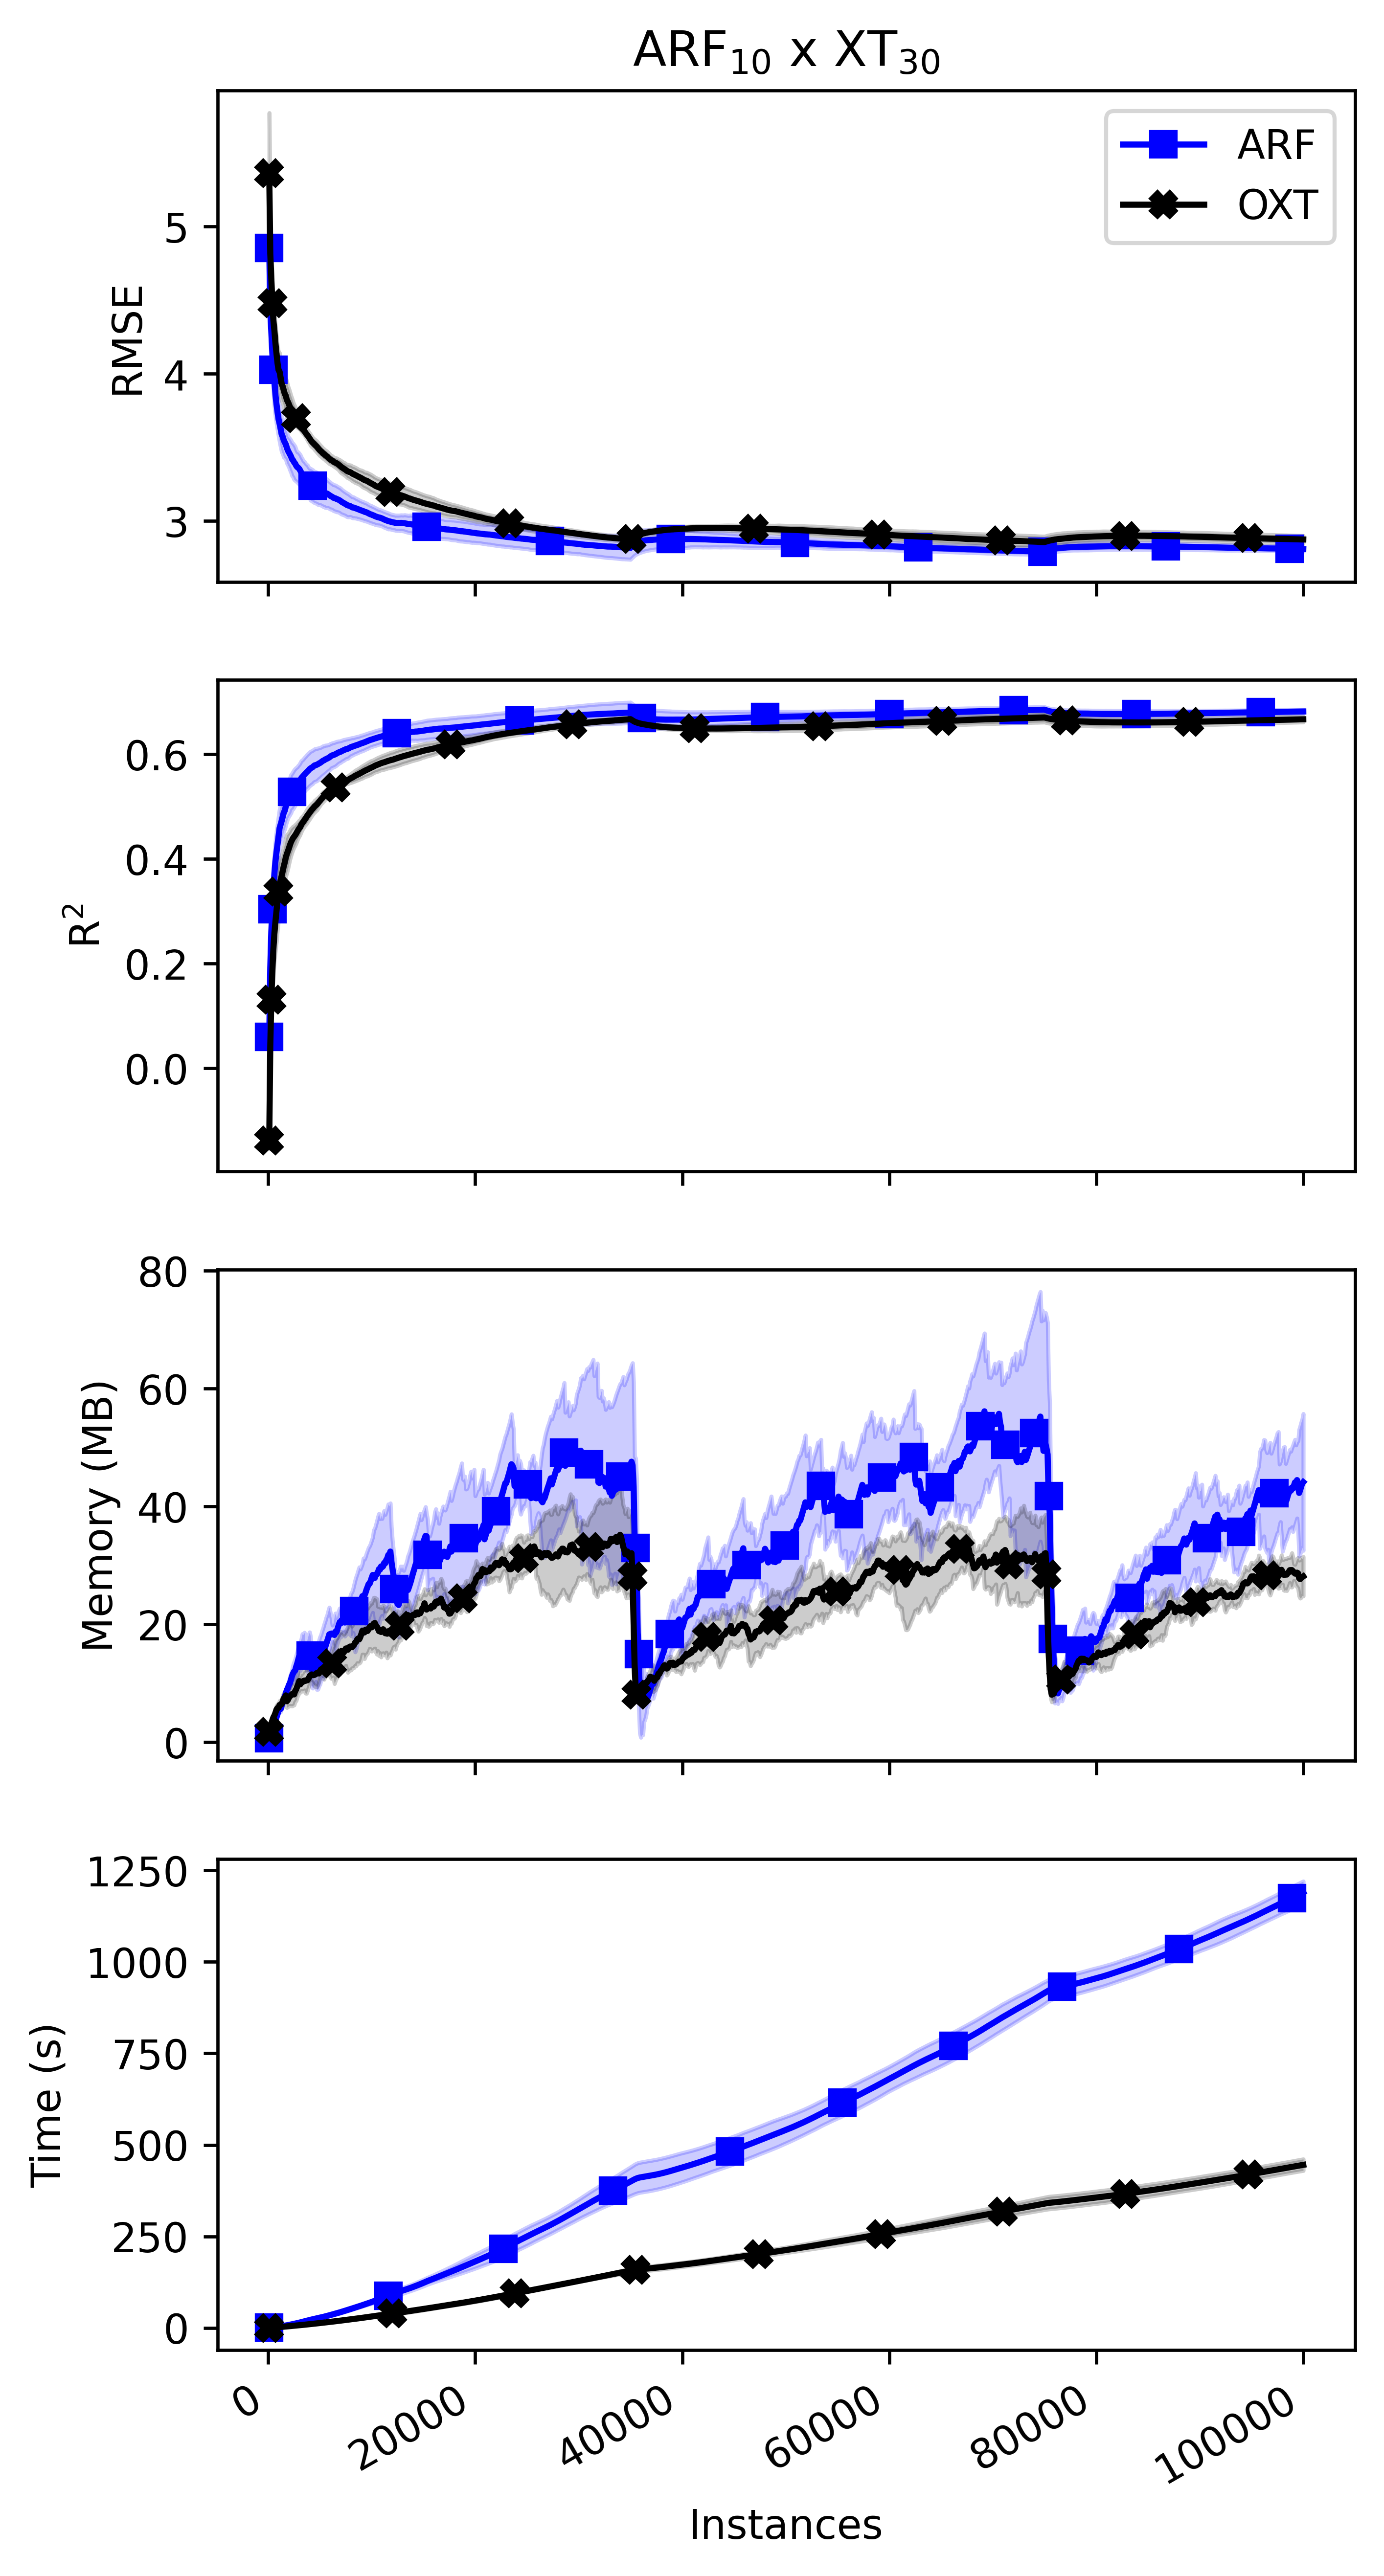 ARF₁₀ x XT₃₀
ARF
OXT
RMSE
5
4
3
R²
0.6
0.4
0.2
0.0
Memory (MB)
80
60
40
20
0
Time (s)
1250
1000
750
500
250
0
0 20000 40000 60000 80000 100000
Instances